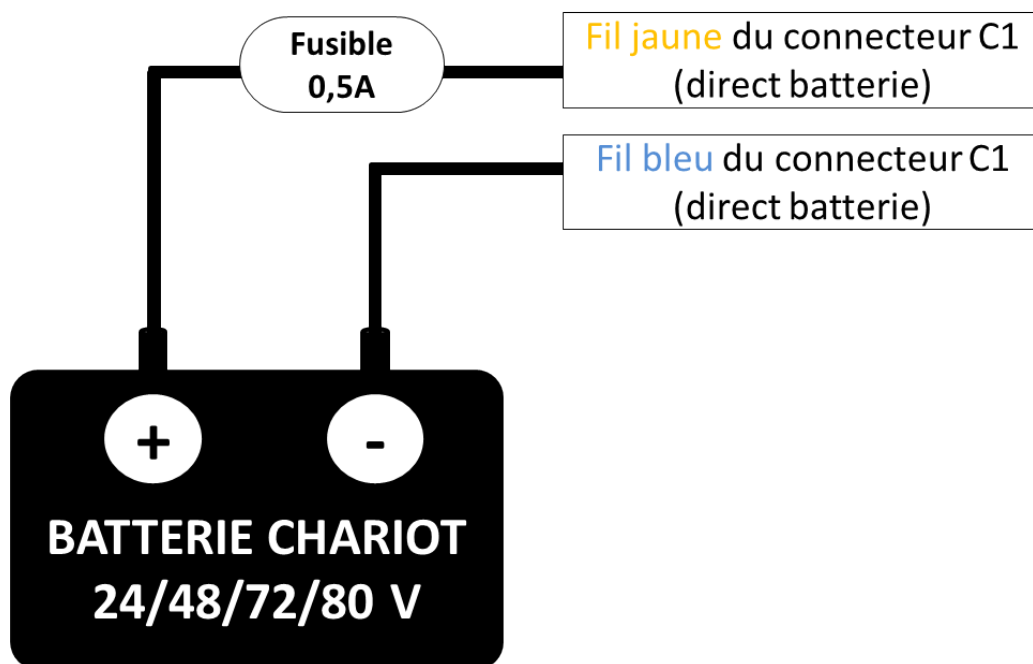 Fusible
0,5A
Fil jaune du connecteur C1
(direct batterie)
Fil bleu du connecteur C1
(direct batterie)
+
-
BATTERIE CHARIOT
24/48/72/80 V